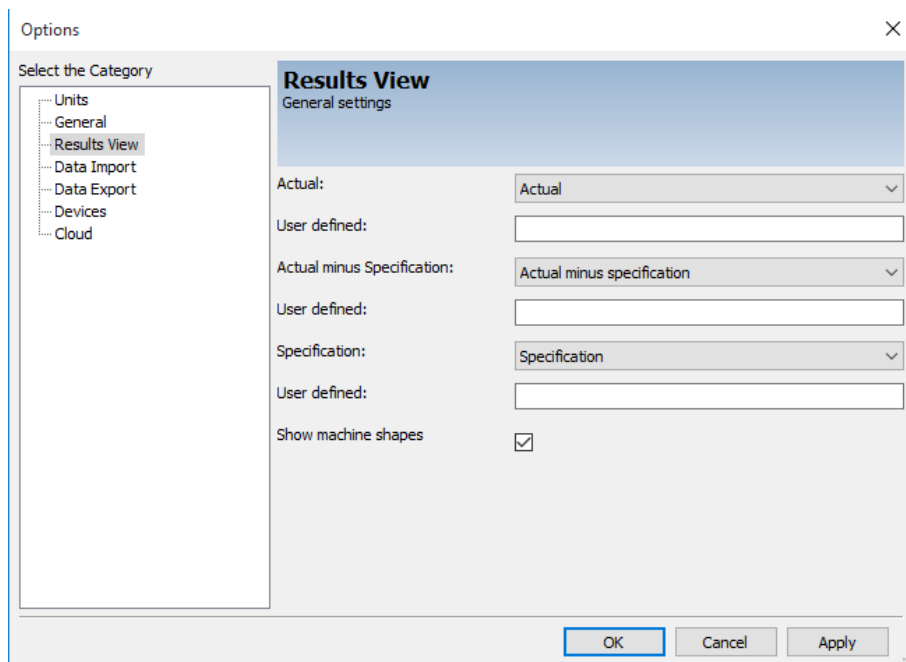 Options
Select the Category
Units
General
Results View
Data Import
Data Export
Devices
Cloud
Results View
General settings
Actual:
Actual
User defined:
Actual minus Specification:
Actual minus specification
User defined:
Specification:
Specification
User defined:
Show machine shapes
OK
Cancel
Apply